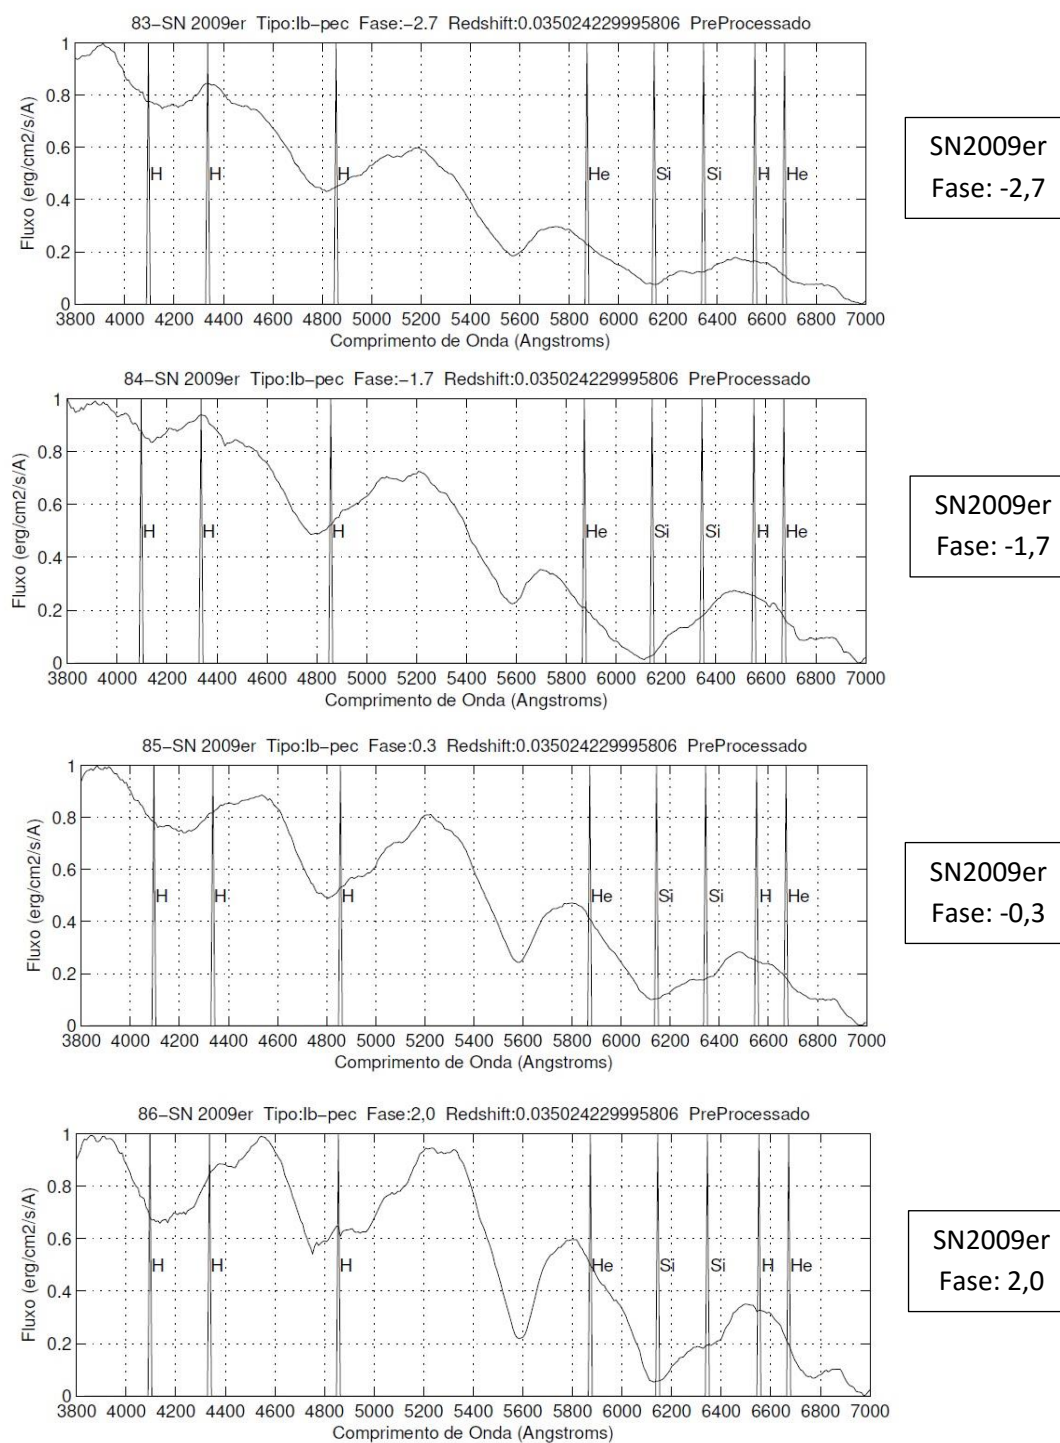 83−SN 2009er Tipo:Ib−pec Fase:−2.7 Redshift:0.035024229995806 PreProcessado
1
0.8
0.6
0.4
0.2
0
Fluxo (erg/cm2/s/A)
H H H He Si Si H He
3800 4000 4200 4400 4600 4800 5000 5200 5400 5600 5800 6000 6200 6400 6600 6800 7000
Comprimento de Onda (Angstroms)
SN2009er
Fase: -2,7
84−SN 2009er Tipo:Ib−pec Fase:−1.7 Redshift:0.035024229995806 PreProcessado
1
0.8
0.6
0.4
0.2
0
Fluxo (erg/cm2/s/A)
H H H He Si Si H He
3800 4000 4200 4400 4600 4800 5000 5200 5400 5600 5800 6000 6200 6400 6600 6800 7000
Comprimento de Onda (Angstroms)
SN2009er
Fase: -1,7
85−SN 2009er Tipo:Ib−pec Fase:0.3 Redshift:0.035024229995806 PreProcessado
1
0.8
0.6
0.4
0.2
0
Fluxo (erg/cm2/s/A)
H H H He Si Si H He
3800 4000 4200 4400 4600 4800 5000 5200 5400 5600 5800 6000 6200 6400 6600 6800 7000
Comprimento de Onda (Angstroms)
SN2009er
Fase: -0,3
86−SN 2009er Tipo:Ib−pec Fase:2,0 Redshift:0.035024229995806 PreProcessado
1
0.8
0.6
0.4
0.2
0
Fluxo (erg/cm2/s/A)
H H H He Si Si H He
3800 4000 4200 4400 4600 4800 5000 5200 5400 5600 5800 6000 6200 6400 6600 6800 7000
Comprimento de Onda (Angstroms)
SN2009er
Fase: 2,0